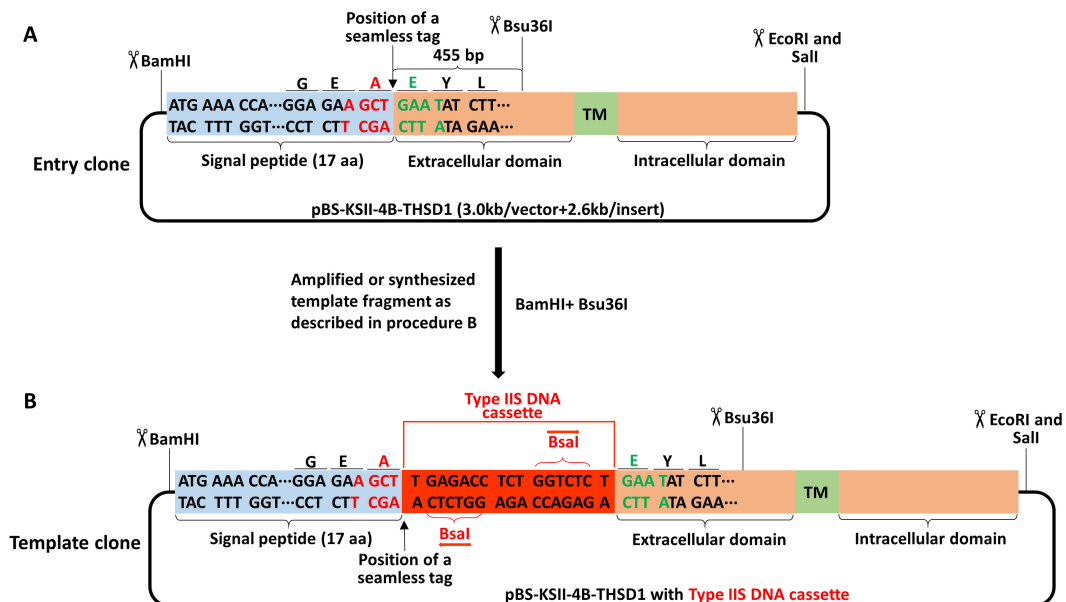 A
Position of a
seamless tag
Bsu36I
EcoRI and
SalI
BamHI
455 bp
G E A E Y L
ATG AAA CCA···GGA GAA GCT GAA TAT CTT···
TAC TTT GGT···CCT CTT CGA CTT ATA GAA···
TM
Signal peptide (17 aa)
Extracellular domain
Intracellular domain
Entry clone
pBS-KSII-4B-THSD1 (3.0kb/vector+2.6kb/insert)
Amplified or synthesized
template fragment as
described in procedure B
BamHI+ Bsu36I
B
Type IIS DNA
cassette
Bsu36I
EcoRI and
SalI
BamHI
BsaI
G E A E Y L
ATG AAA CCA···GGA GAA GCT T GAGACC TCT GGTCTC T GAA TAT CTT···
TAC TTT GGT···CCT CTT CGA A CTCTGG AGA CCAGAG A CTT ATA GAA···
TM
BsaI
Signal peptide (17 aa)
Extracellular domain
Intracellular domain
Template clone
Position of a
seamless tag
pBS-KSII-4B-THSD1 with Type IIS DNA cassette